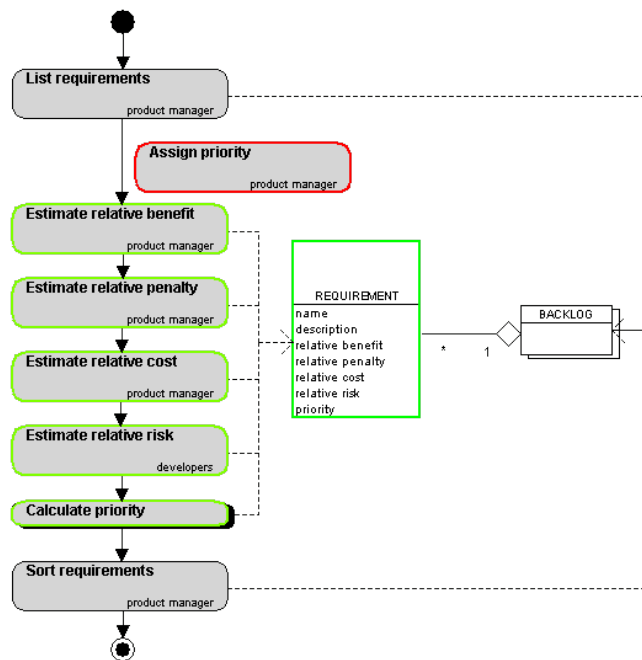 List requirements
product manager
Assign priority
product manager
Estimate relative benefit
product manager
Estimate relative penalty
product manager
Estimate relative cost
product manager
Estimate relative risk
developers
Calculate priority
Sort requirements
product manager
REQUIREMENT
name
description
relative benefit
relative penalty
relative cost
relative risk
priority
* 1
BACKLOG